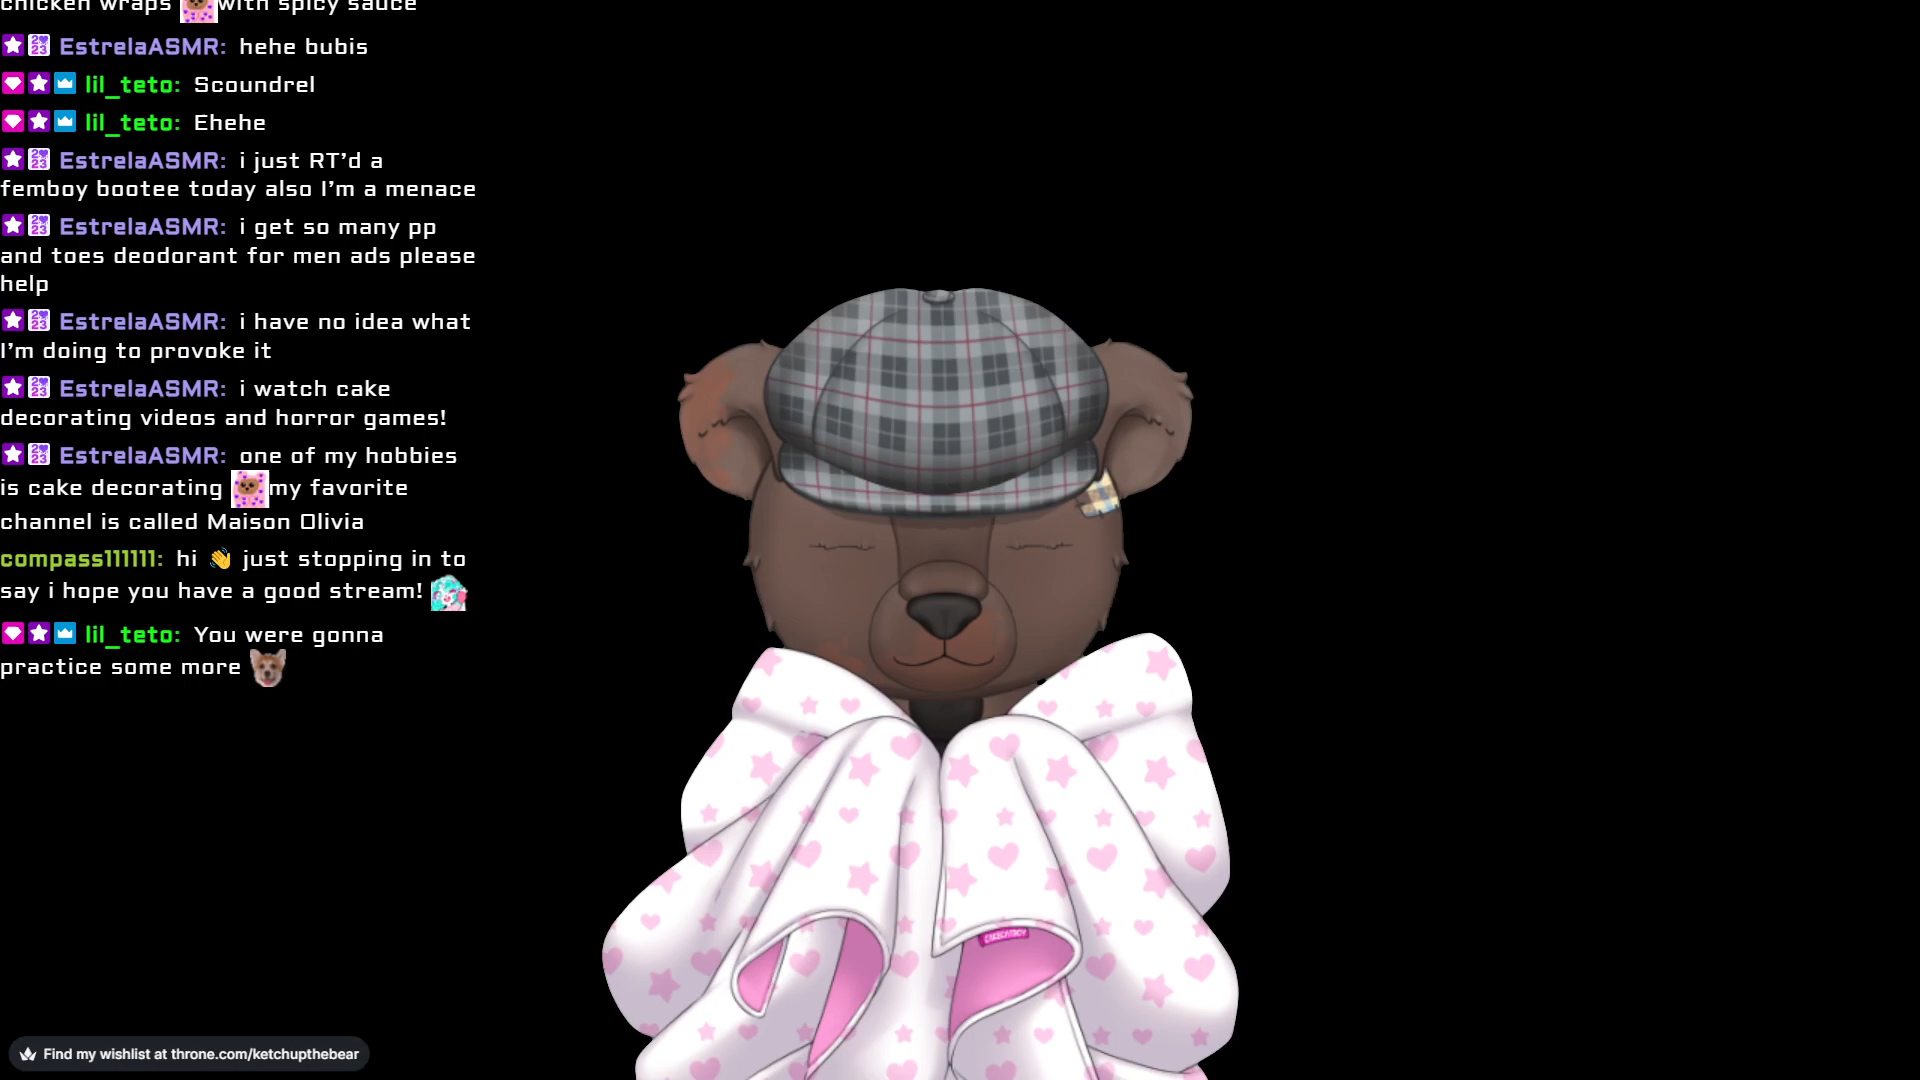 chicken wraps with spicy sauce
EstrelaASMR: hehe bubis
lil_teto: Scoundrel
lil_teto: Ehehe
EstrelaASMR: i just RT’d a
femboy bootee today also I’m a menace
EstrelaASMR: i get so many pp
and toes deodorant for men ads please
help
EstrelaASMR: i have no idea what
I’m doing to provoke it
EstrelaASMR: i watch cake
decorating videos and horror games!
EstrelaASMR: one of my hobbies
is cake decorating my favorite
channel is called Maison Olivia
compass111111: hi 👋 just stopping in to
say i hope you have a good stream!
lil_teto: You were gonna
practice some more
Find my wishlist at throne.com/ketchupthebear